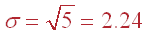 σ = √5 = 2.24